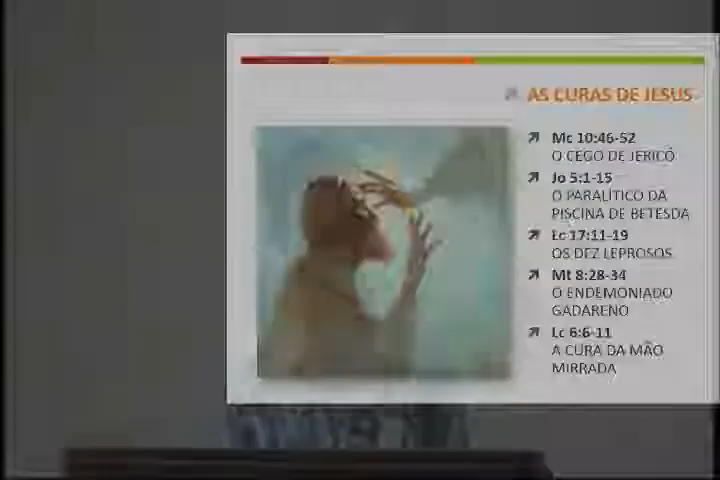 AS CURAS DE JESUS
Mc 10:46-52
O CEGO DE JERICÓ
Jo 5:1-15
O PARALÍTICO DA
PISCINA DE BETESDA
Lc 17:11-19
OS DEZ LEPROSOS
Mt 8:28-34
O ENDEMONIADO
GADARENO
Lc 6:6-11
A CURA DA MÃO
MIRRADA